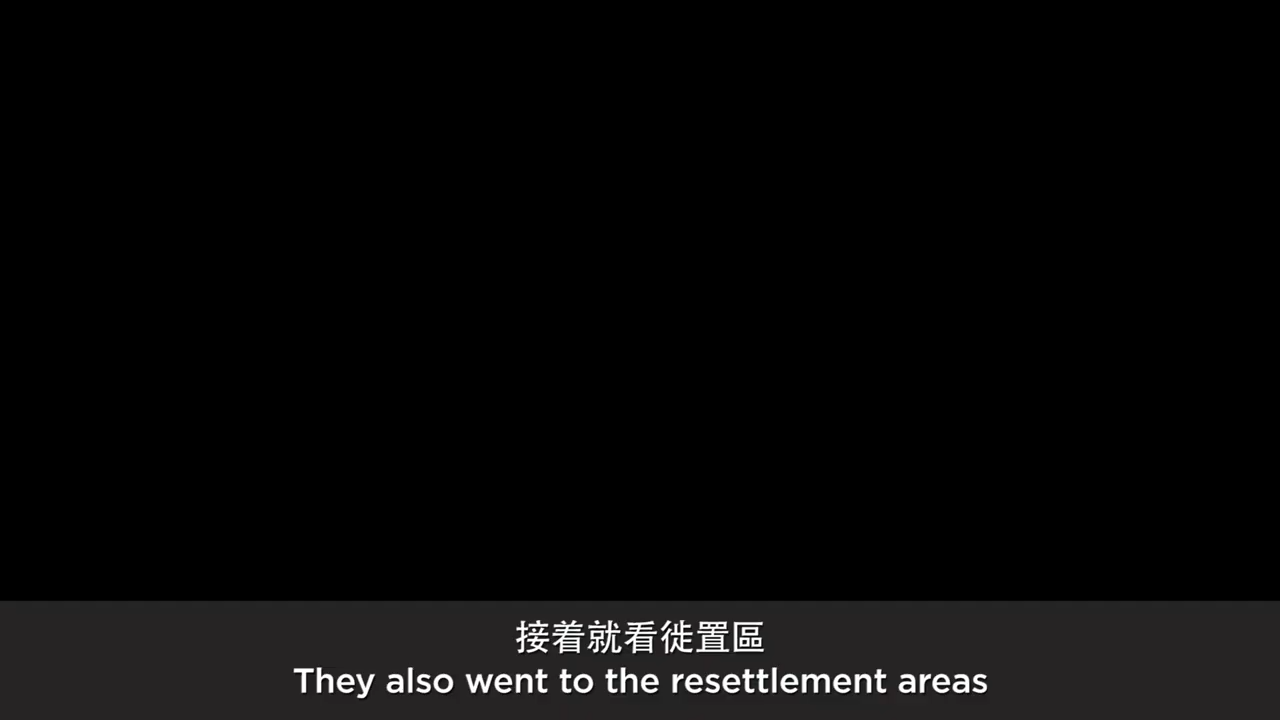 接着就看徙置區
They also went to the resettlement areas